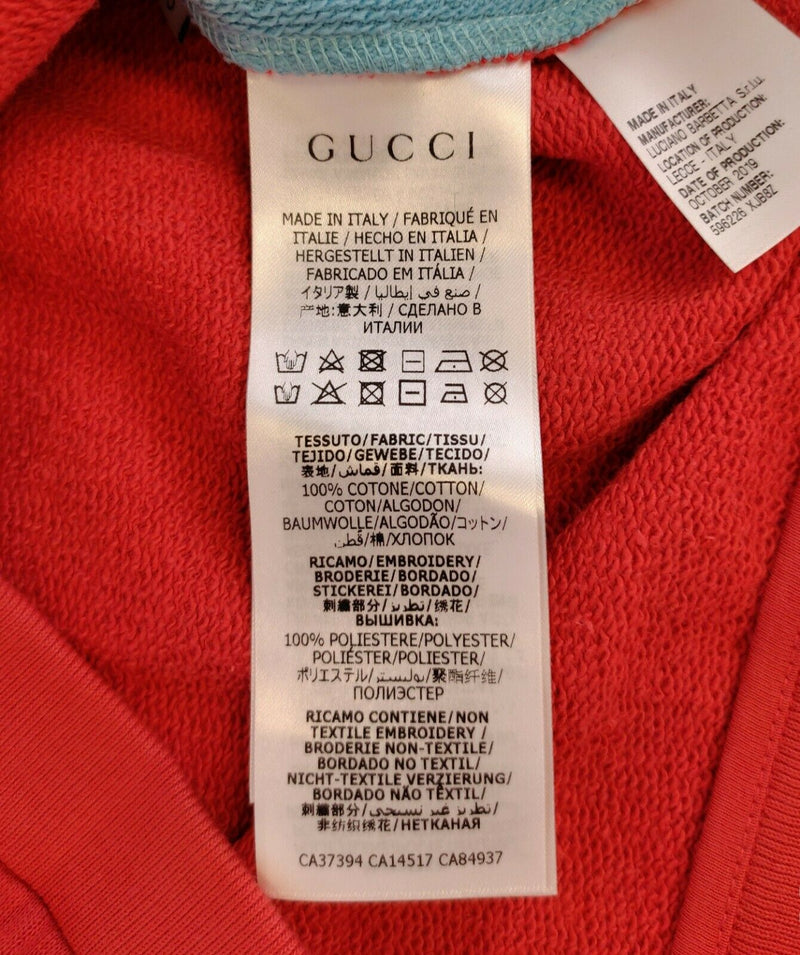 GUCCI
MADE IN ITALY / FABRIQUÉ EN
ITALIE / HECHO EN ITALIA /
HERGESTELLT IN ITALIEN /
FABRICADO EM ITÁLIA /
イタリア製 / صنع في إيطاليا /
产地:意大利 / СДЕЛАНО В
ИТАЛИИ
TESSUTO/FABRIC/TISSU/
TEJIDO/GEWEBE/TECIDO/
表地/قماش/面料/ТКАНЬ:
100% COTONE/COTTON/
COTON/ALGODON/
BAUMWOLLE/ALGODÃO/コットン/
قطن/棉/ХЛОПОК
RICAMO/EMBROIDERY/
BRODERIE/BORDADO/
STICKEREI/BORDADO/
刺繍部分/تطريز/绣花/
ВЫШИВКА:
100% POLIESTERE/POLYESTER/
POLIÉSTER/POLIESTER/
ポリエステル/بوليستر/聚酯纤维/
ПОЛИЭСТЕР
RICAMO CONTIENE/NON
TEXTILE EMBROIDERY /
BRODERIE NON-TEXTILE/
BORDADO NO TEXTIL/
NICHT-TEXTILE VERZIERUNG/
BORDADO NÃO TÊXTIL/
刺繍部分/تطريز غير نسيجي/
非纺织绣花/НЕТКАНАЯ
CA37394 CA14517 CA84937
MADE IN ITALY
MANUFACTURER:
LUCIANO BARBETTA S.r.l.u.
LOCATION OF PRODUCTION:
LECCE - ITALY
DATE OF PRODUCTION:
OCTOBER 2019
BATCH NUMBER:
596226 XJB8Z